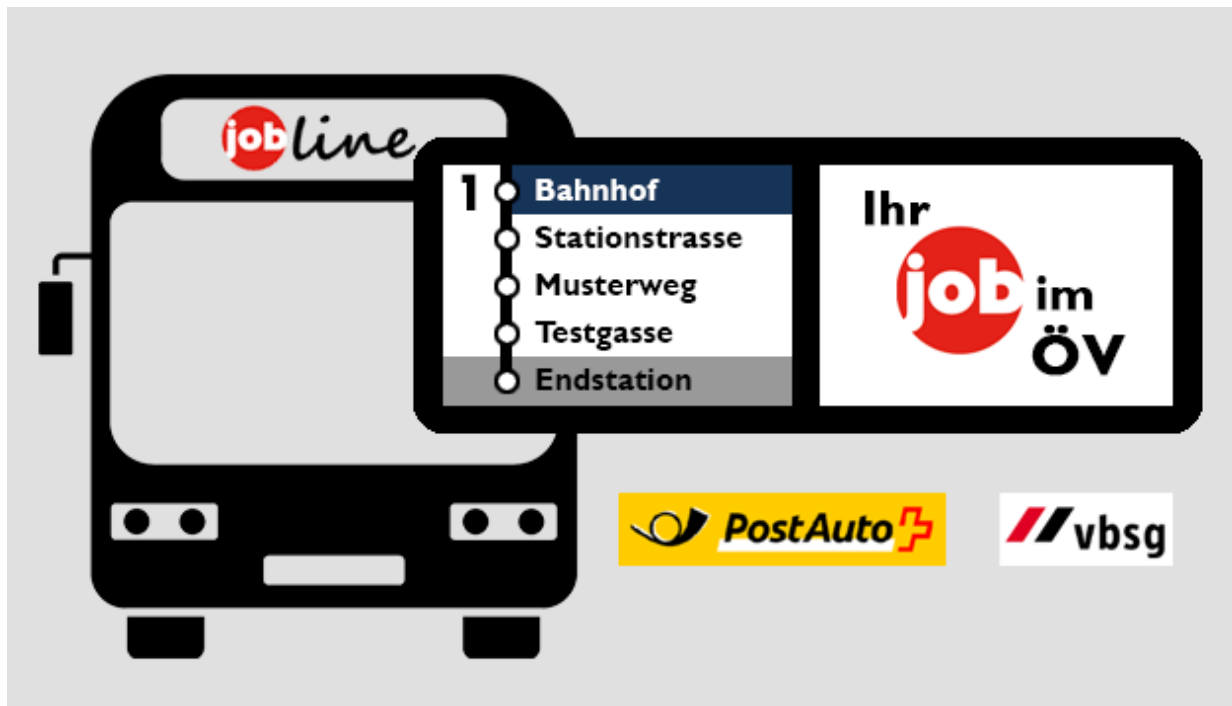 jobline
1 Bahnhof
Stationstrasse
Musterweg
Testgasse
Endstation
Ihr
job im
ÖV
PostAuto
vbsg